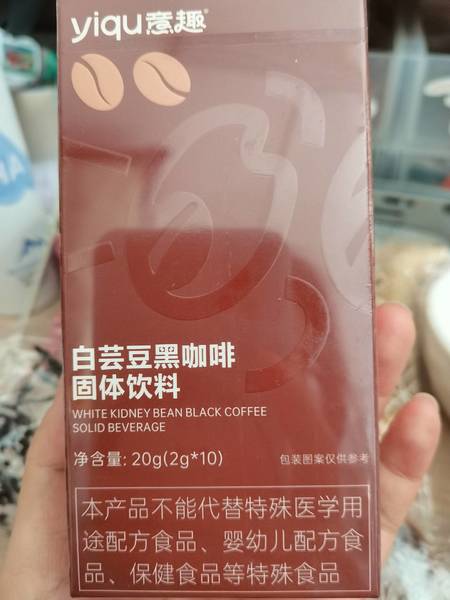 yiqu意趣®
白芸豆黑咖啡
固体饮料
WHITE KIDNEY BEAN BLACK COFFEE
SOLID BEVERAGE
净含量: 20g(2g*10)
包装图案仅供参考
本产品不能代替特殊医学用
途配方食品、婴幼儿配方食
品、保健食品等特殊食品